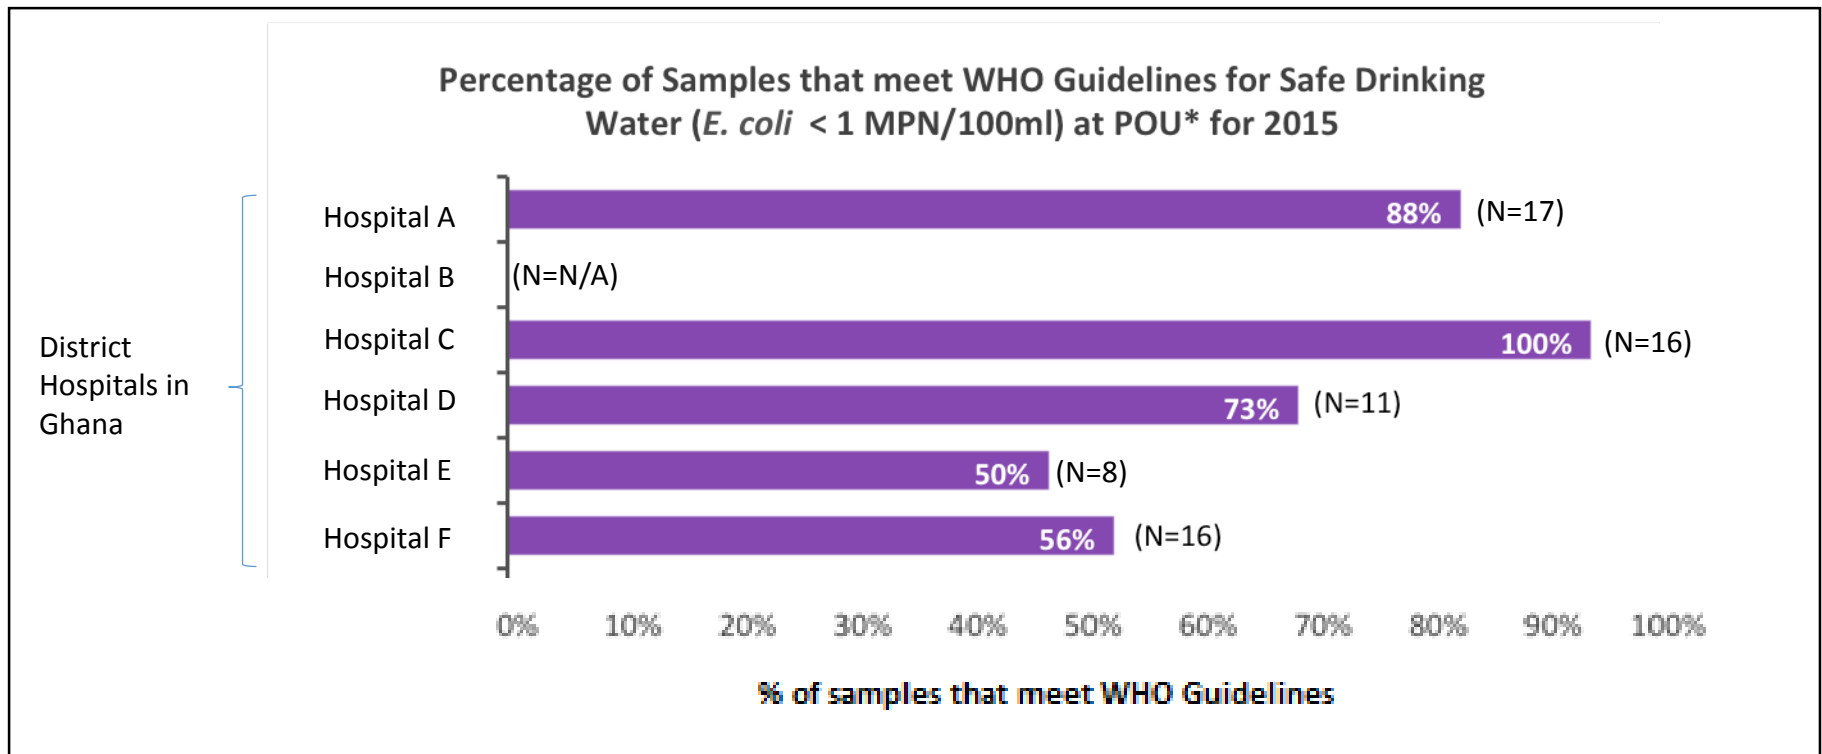 Percentage of Samples that meet WHO Guidelines for Safe Drinking
Water (E. coli < 1 MPN/100ml) at POU* for 2015
District
Hospitals in
Ghana
Hospital A
88%
(N=17)
Hospital B
(N=N/A)
Hospital C
100%
(N=16)
Hospital D
73%
(N=11)
Hospital E
50%
(N=8)
Hospital F
56%
(N=16)
0% 10% 20% 30% 40% 50% 60% 70% 80% 90% 100%
% of samples that meet WHO Guidelines